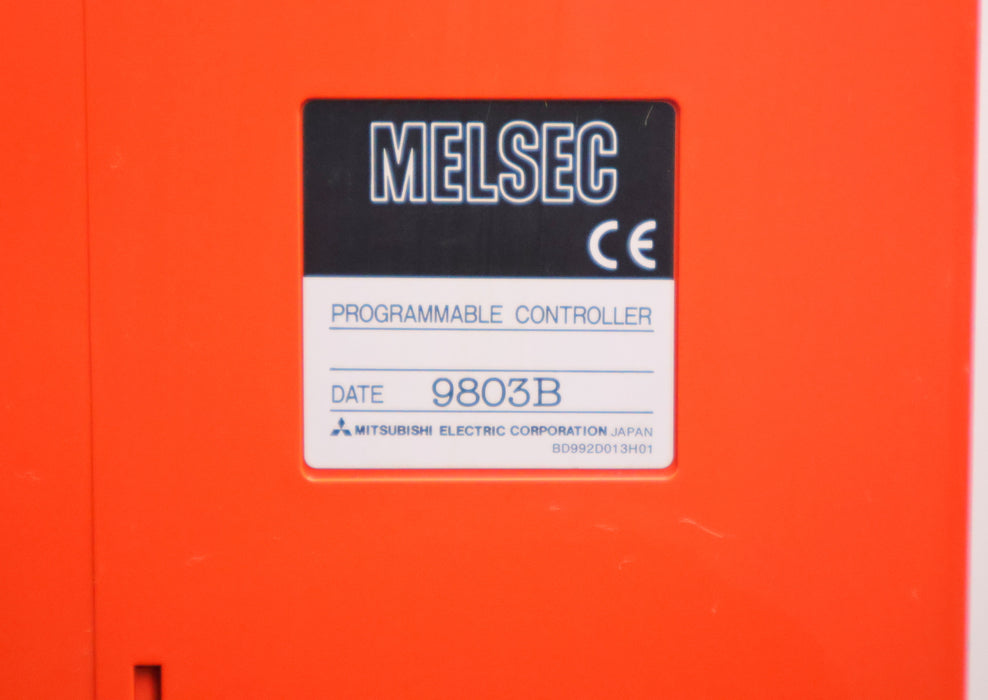 MELSEC
CE
PROGRAMMABLE CONTROLLER
DATE 9803B
MITSUBISHI ELECTRIC CORPORATION JAPAN
BD992D013H01